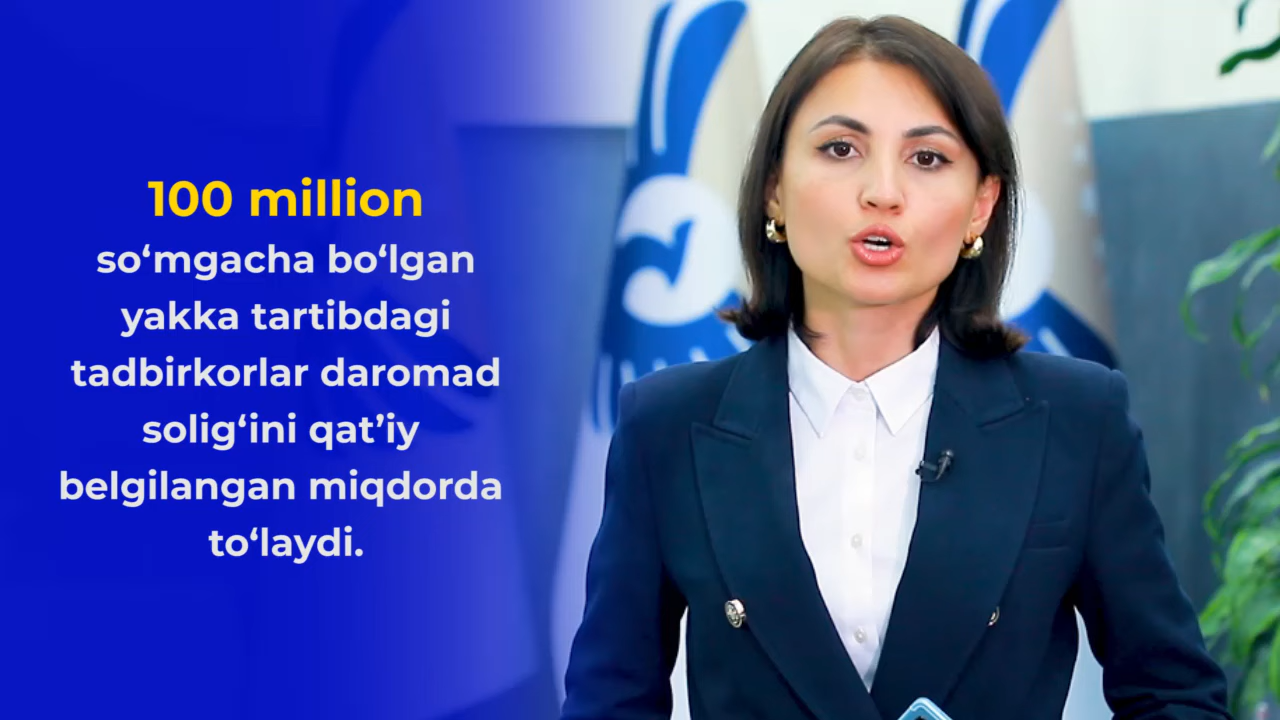 100 million
so‘mgacha bo‘lgan
yakka tartibdagi
tadbirkorlar daromad
solig‘ini qat’iy
belgilangan miqdorda
to‘laydi.